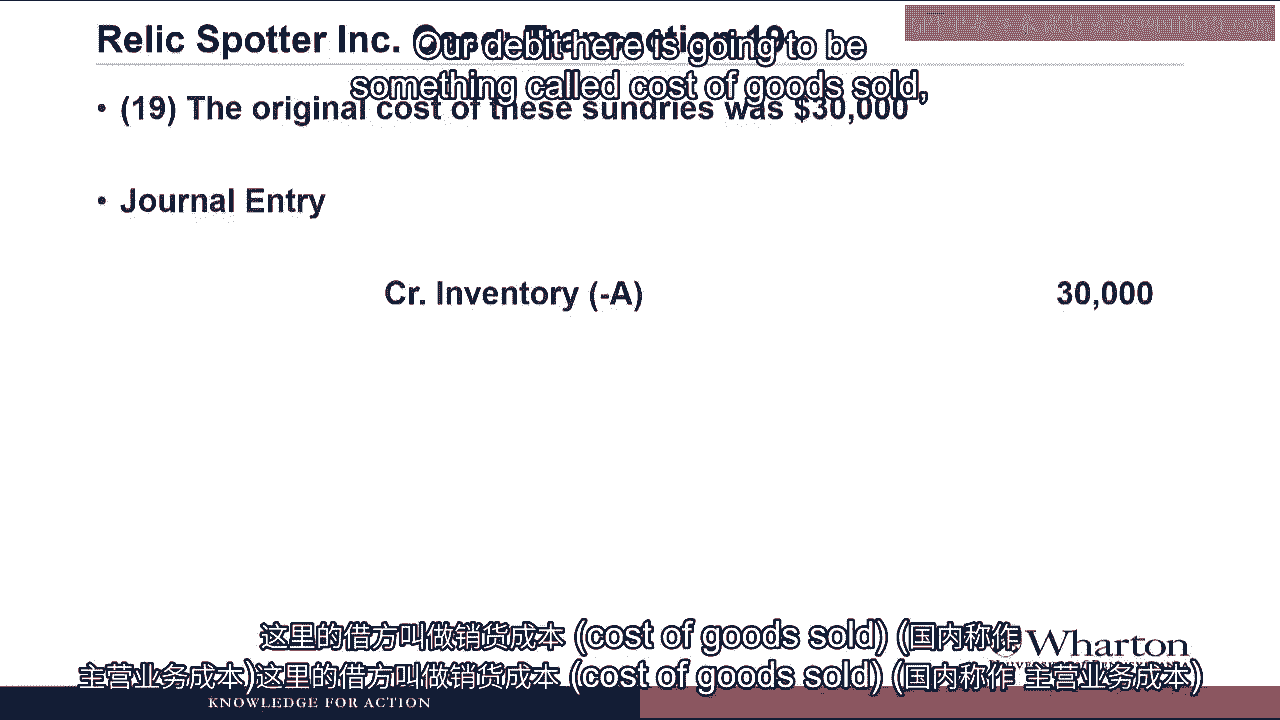 Relic Spotter Inc. Case: Transaction 19
Our debit here is going to be
something called cost of goods sold,
• (19) The original cost of these sundries was $30,000
• Journal Entry
Cr. Inventory (-A) 30,000
这里的借方叫做销货成本 (cost of goods sold) (国内称作
主营业务成本)这里的借方叫做销货成本 (cost of goods sold) (国内称作 主营业务成本)
Wharton
KNOWLEDGE FOR ACTION